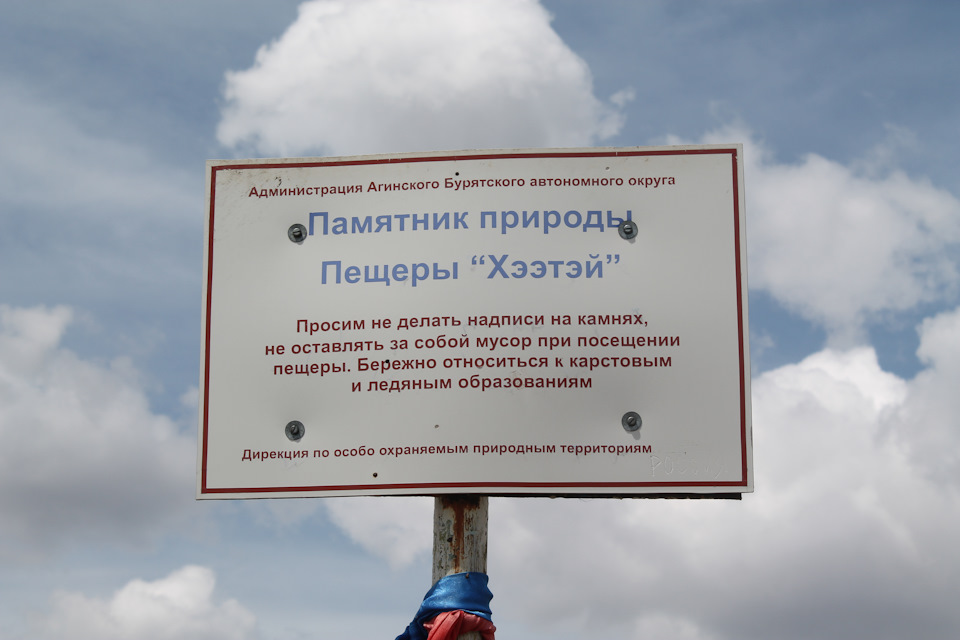 Администрация Агинского Бурятского автономного округа
Памятник природы
Пещеры “Хээтэй”
Просим не делать надписи на камнях,
не оставлять за собой мусор при посещении
пещеры. Бережно относиться к карстовым
и ледяным образованиям
Дирекция по особо охраняемым природным территориям